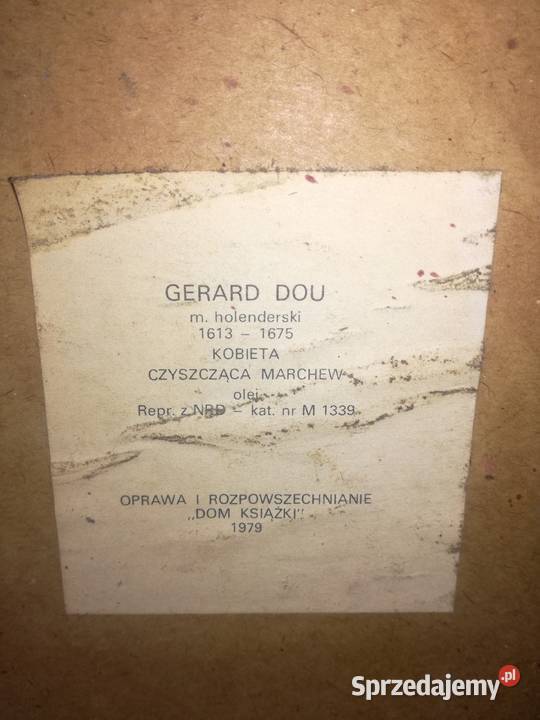 GERARD DOU
m. holenderski
1613 – 1675
KOBIETA
CZYSZCZĄCA MARCHEW
olej
Repr. z NRD – kat. nr M 1339
OPRAWA I ROZPOWSZECHNIANIE
„DOM KSIĄŻKI"
1979
Sprzedajemy.pl